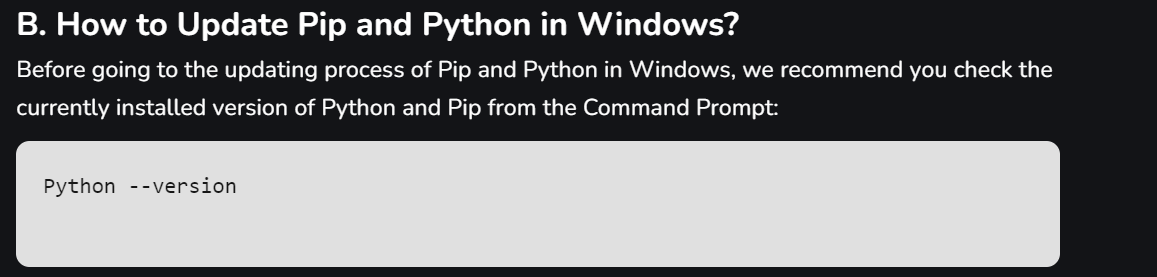 B. How to Update Pip and Python in Windows?
Before going to the updating process of Pip and Python in Windows, we recommend you check the
currently installed version of Python and Pip from the Command Prompt:
Python --version